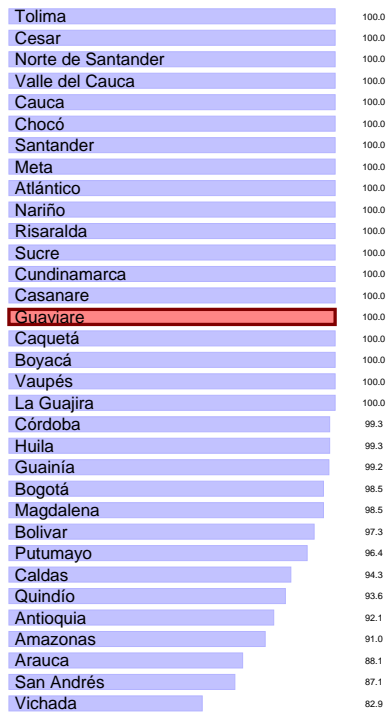 Tolima 100.0
Cesar 100.0
Norte de Santander 100.0
Valle del Cauca 100.0
Cauca 100.0
Chocó 100.0
Santander 100.0
Meta 100.0
Atlántico 100.0
Nariño 100.0
Risaralda 100.0
Sucre 100.0
Cundinamarca 100.0
Casanare 100.0
Guaviare 100.0
Caquetá 100.0
Boyacá 100.0
Vaupés 100.0
La Guajira 100.0
Córdoba 99.3
Huila 99.3
Guainía 99.2
Bogotá 98.5
Magdalena 98.5
Bolivar 97.3
Putumayo 96.4
Caldas 94.3
Quindío 93.6
Antioquia 92.1
Amazonas 91.0
Arauca 88.1
San Andrés 87.1
Vichada 82.9